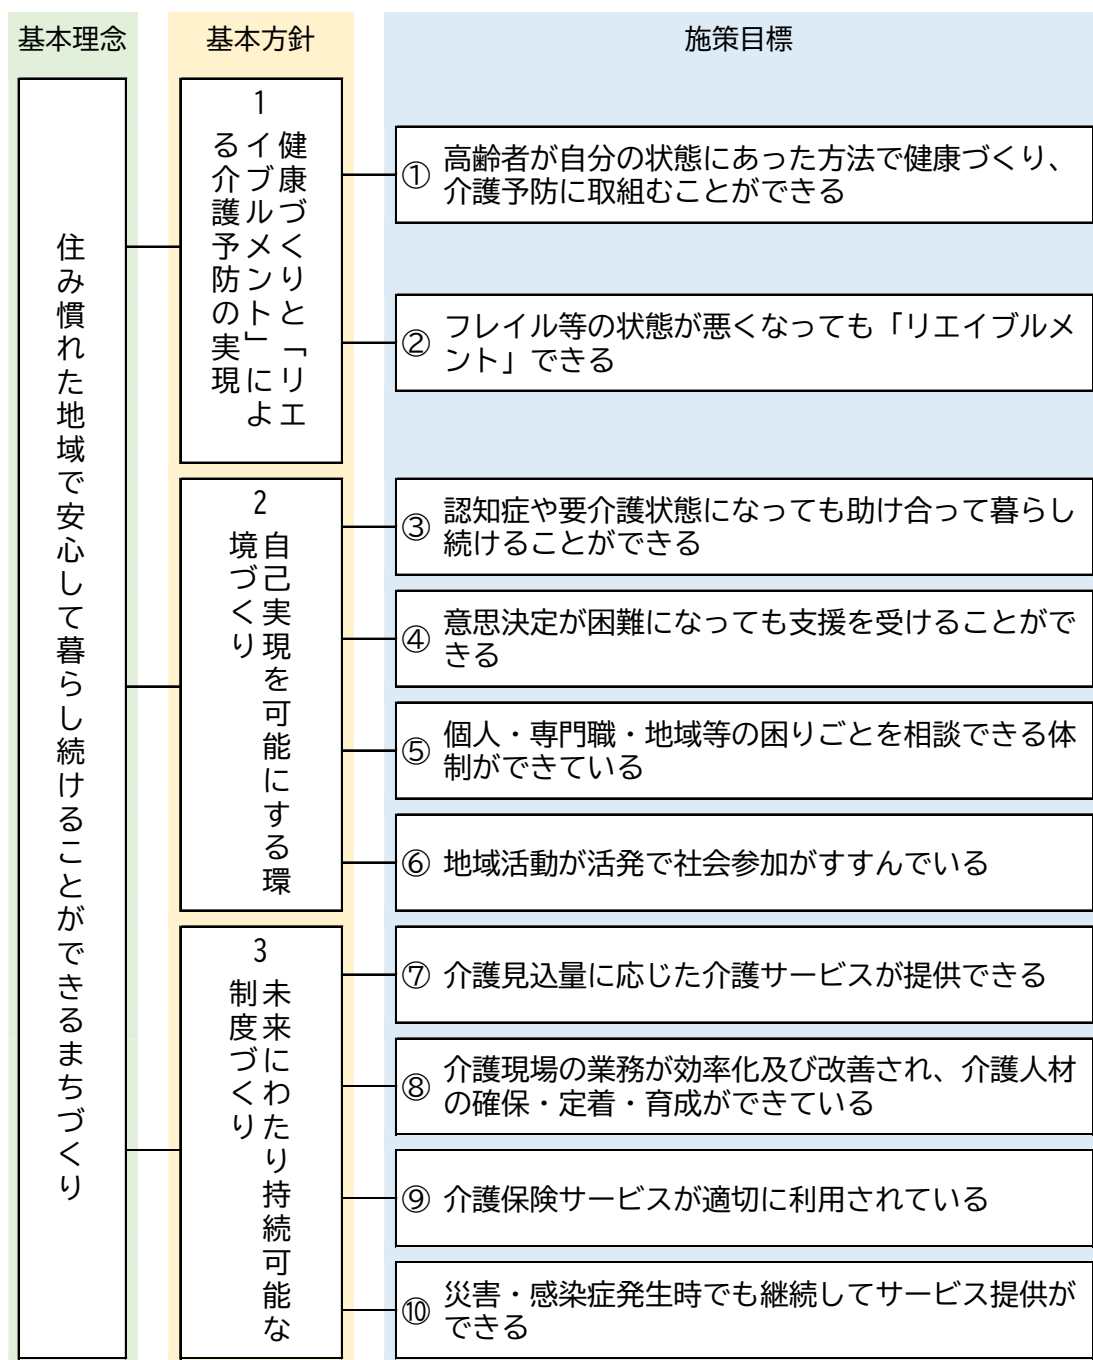 基本理念
基本方針
施策目標
住み慣れた地域で安心して暮らし続けることができるまちづくり
1
健康づくりと「リエ
イブルメント」によ
る介護予防の実現
① 高齢者が自分の状態にあった方法で健康づくり、
介護予防に取組むことができる
② フレイル等の状態が悪くなっても「リエイブルメ
ント」できる
2
自己実現を可能にする環
境づくり
③ 認知症や要介護状態になっても助け合って暮らし
続けることができる
④ 意思決定が困難になっても支援を受けることがで
きる
⑤ 個人・専門職・地域等の困りごとを相談できる体
制ができている
⑥ 地域活動が活発で社会参加がすすんでいる
3
未来にわたり持続可能な
制度づくり
⑦ 介護見込量に応じた介護サービスが提供できる
⑧ 介護現場の業務が効率化及び改善され、介護人材
の確保・定着・育成ができている
⑨ 介護保険サービスが適切に利用されている
⑩ 災害・感染症発生時でも継続してサービス提供が
できる